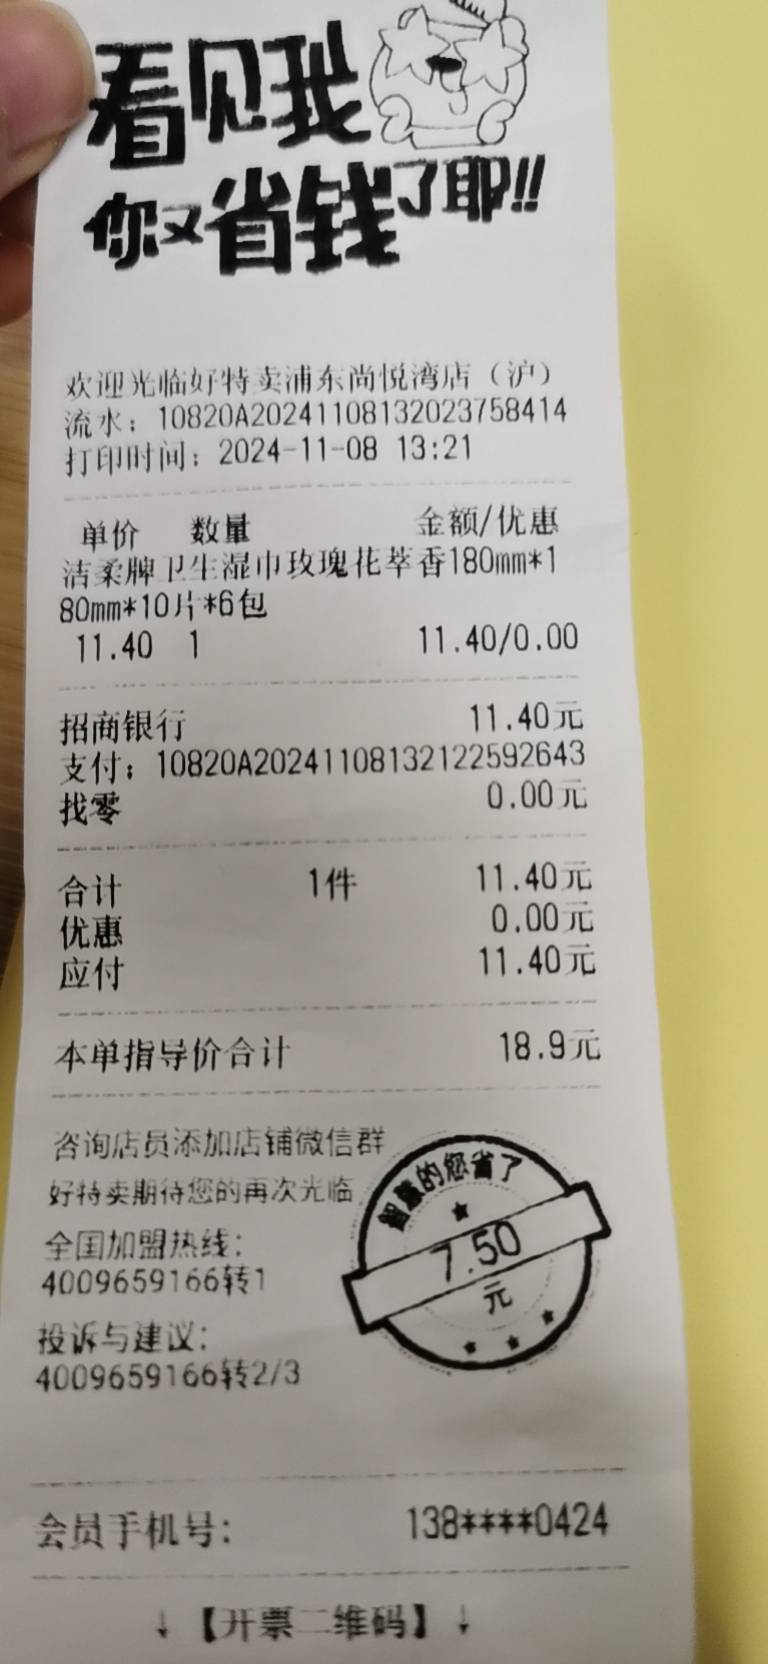 看见我
你又省钱了耶!!
欢迎光临好特卖浦东尚悦湾店（沪）
流水：10820A20241108132023758414
打印时间：2024-11-08 13:21
单价 数量 金额/优惠
洁柔牌卫生湿巾玫瑰花萃香180mm*1
80mm*10片*6包
11.40 1 11.40/0.00
招商银行 11.40元
支付：10820A20241108132122592643
找零 0.00元
合计 1件 11.40元
优惠 0.00元
应付 11.40元
本单指导价合计 18.9元
咨询店员添加店铺微信群
好特卖期待您的再次光临
全国加盟热线：
4009659166转1
投诉与建议：
4009659166转2/3
智慧的您省了
7.50
元
会员手机号： 138****0424
↓【开票二维码】↓